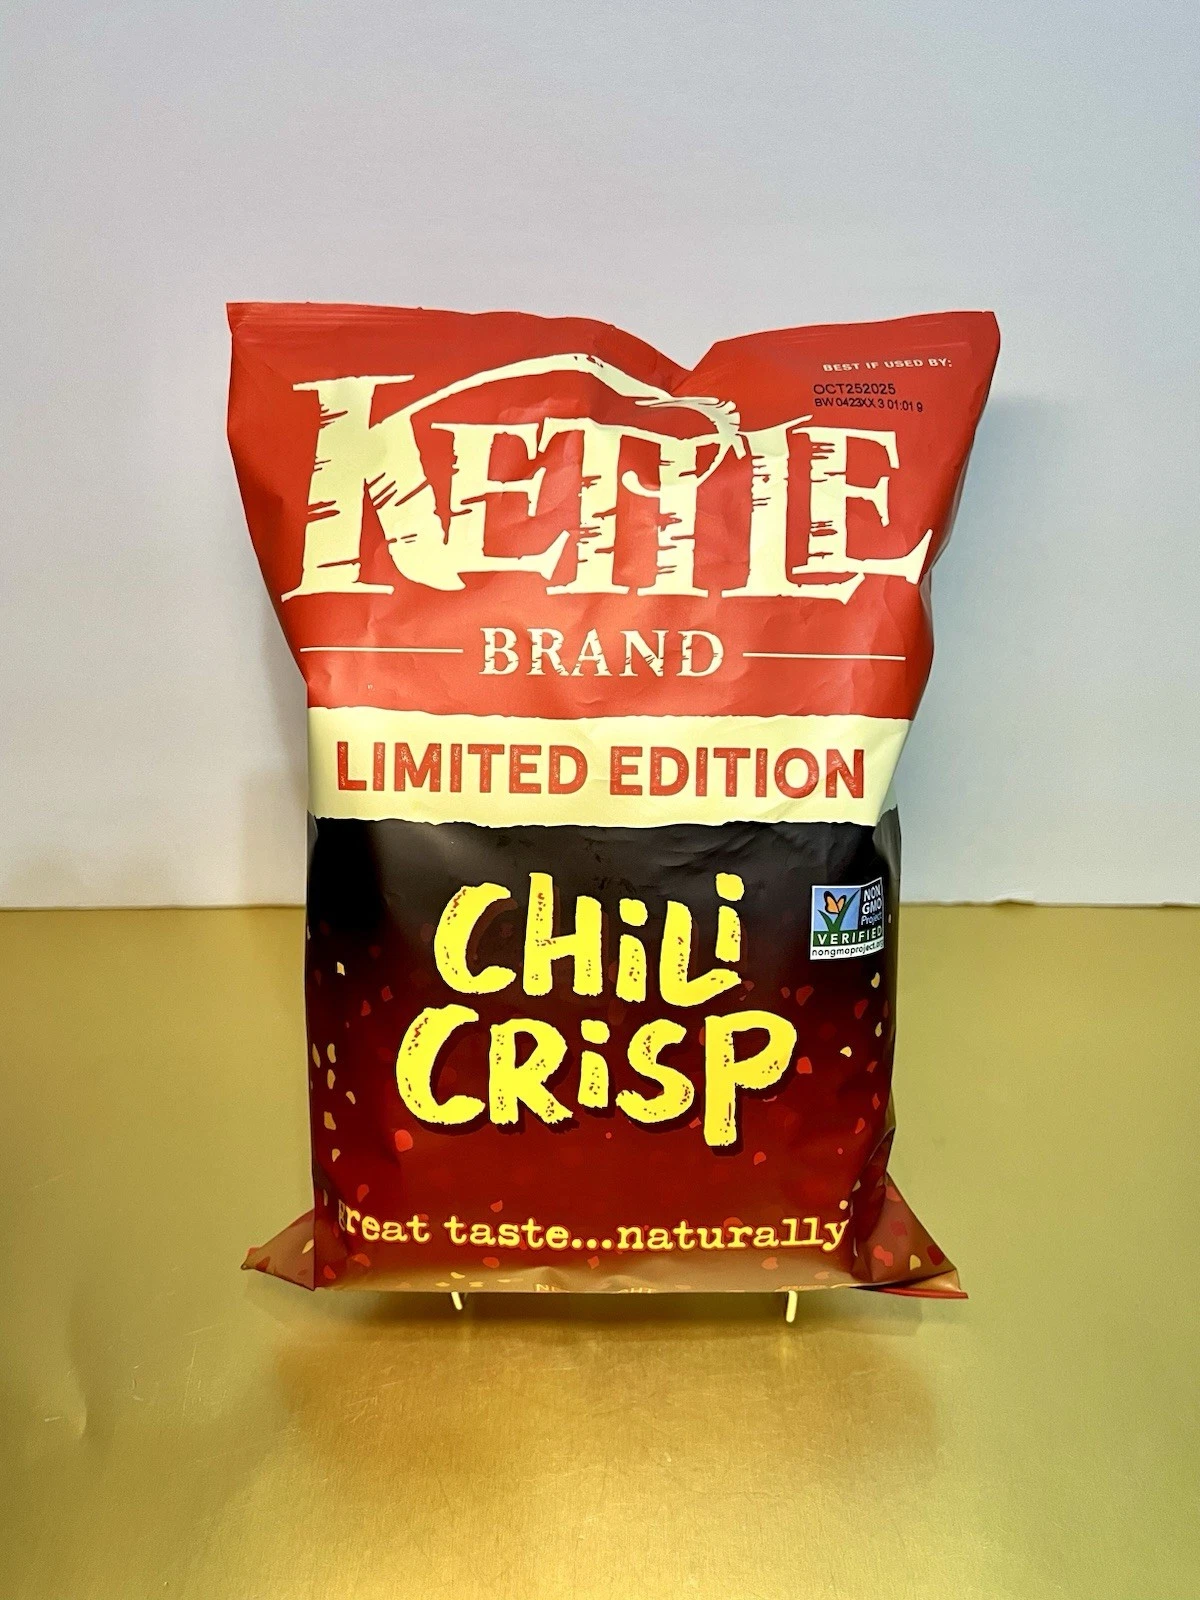 BEST IF USED BY:
OCT252025
BW 0423XX 3 01:01 9
KETTLE
BRAND
LIMITED EDITION
CHiLi
CRiSP
NON
GMO
Project
VERIFIED
nongmoproject.org
great taste...naturally